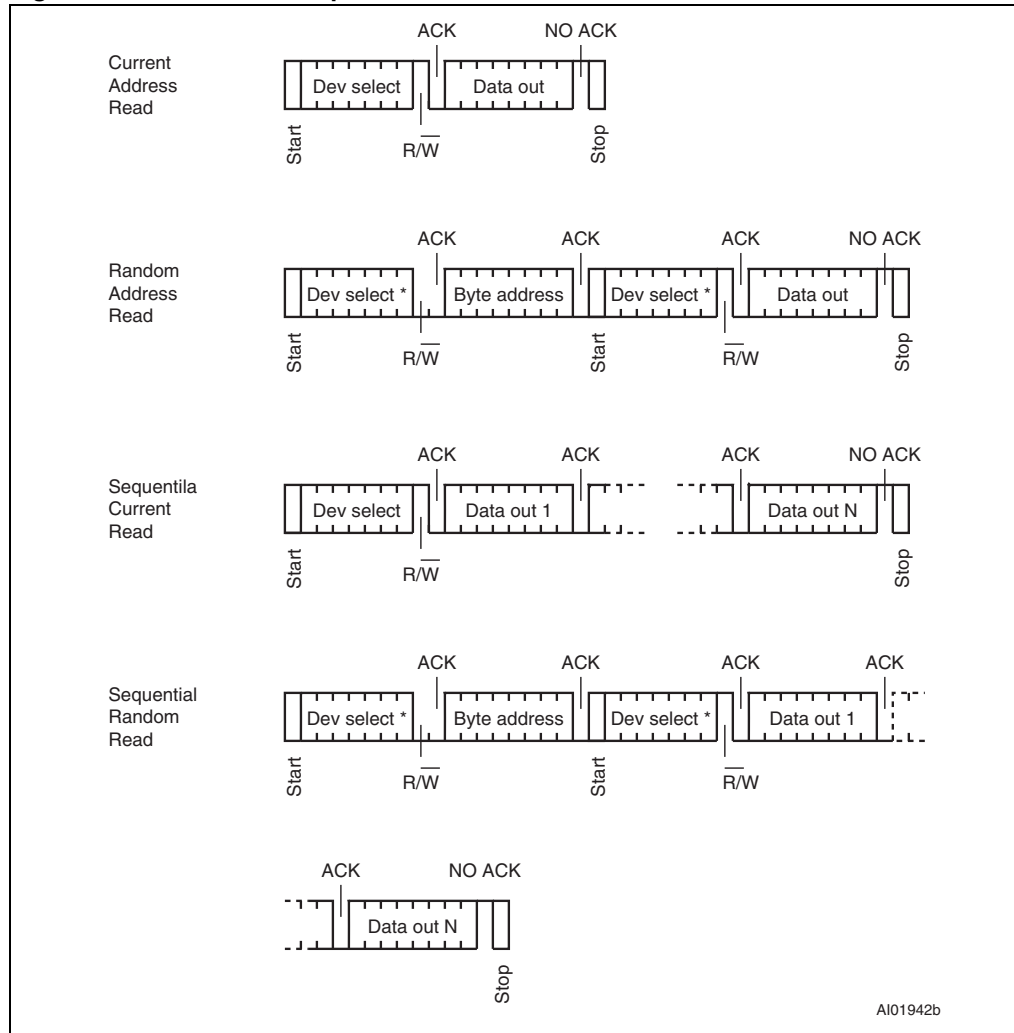 ACK NO ACK
Current
Address
Read
Dev select Data out
Start R/W̅ Stop
ACK ACK ACK NO ACK
Random
Address
Read
Dev select * Byte address Dev select * Data out
Start R/W̅ Start R̅/W Stop
ACK ACK ACK NO ACK
Sequentila
Current
Read
Dev select Data out 1 Data out N
Start R/W̅ Stop
ACK ACK ACK ACK
Sequential
Random
Read
Dev select * Byte address Dev select * Data out 1
Start R/W̅ Start R̅/W
ACK NO ACK
Data out N
Stop
AI01942b